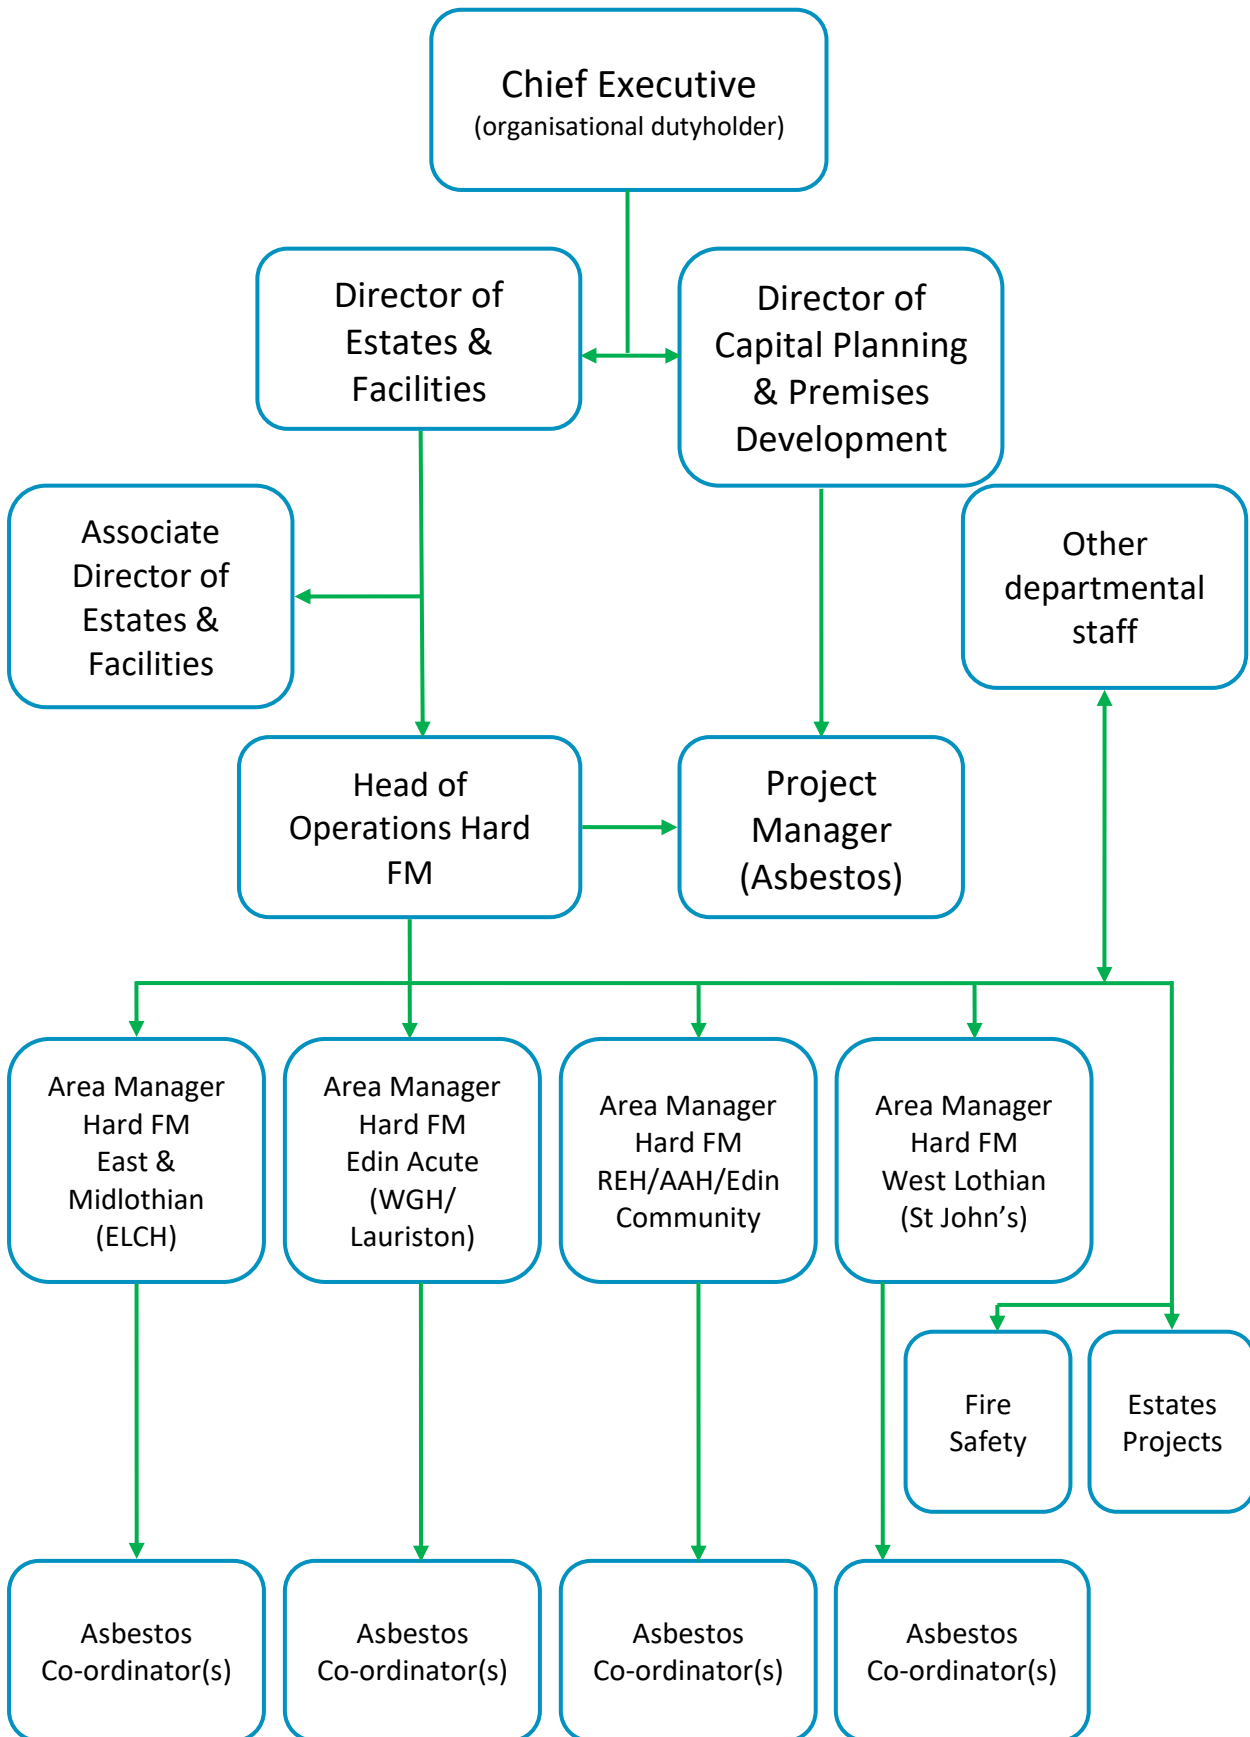 Chief Executive
(organisational dutyholder)
Director of
Estates &
Facilities
Director of
Capital Planning
& Premises
Development
Associate
Director of
Estates &
Facilities
Other
departmental
staff
Head of
Operations Hard
FM
Project
Manager
(Asbestos)
Area Manager
Hard FM
East &
Midlothian
(ELCH)
Area Manager
Hard FM
Edin Acute
(WGH/
Lauriston)
Area Manager
Hard FM
REH/AAH/Edin
Community
Area Manager
Hard FM
West Lothian
(St John’s)
Fire
Safety
Estates
Projects
Asbestos
Co-ordinator(s)
Asbestos
Co-ordinator(s)
Asbestos
Co-ordinator(s)
Asbestos
Co-ordinator(s)